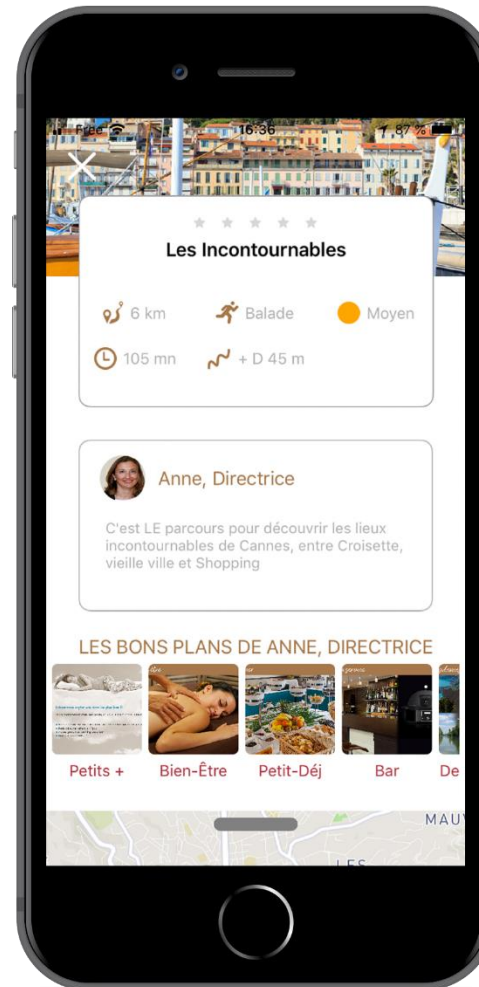 Free 16:36 87 %
Les Incontournables
6 km Balade Moyen
105 mn + D 45 m
Anne, Directrice
C'est LE parcours pour découvrir les lieux
incontournables de Cannes, entre Croisette,
vieille ville et Shopping
LES BONS PLANS DE ANNE, DIRECTRICE
Petits + Bien-Être Petit-Déj Bar De
MAUV
LES